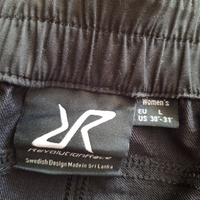 Women's
EU L
US 30"-31"
RevolutionRace
Swedish Design Made in Sri Lanka